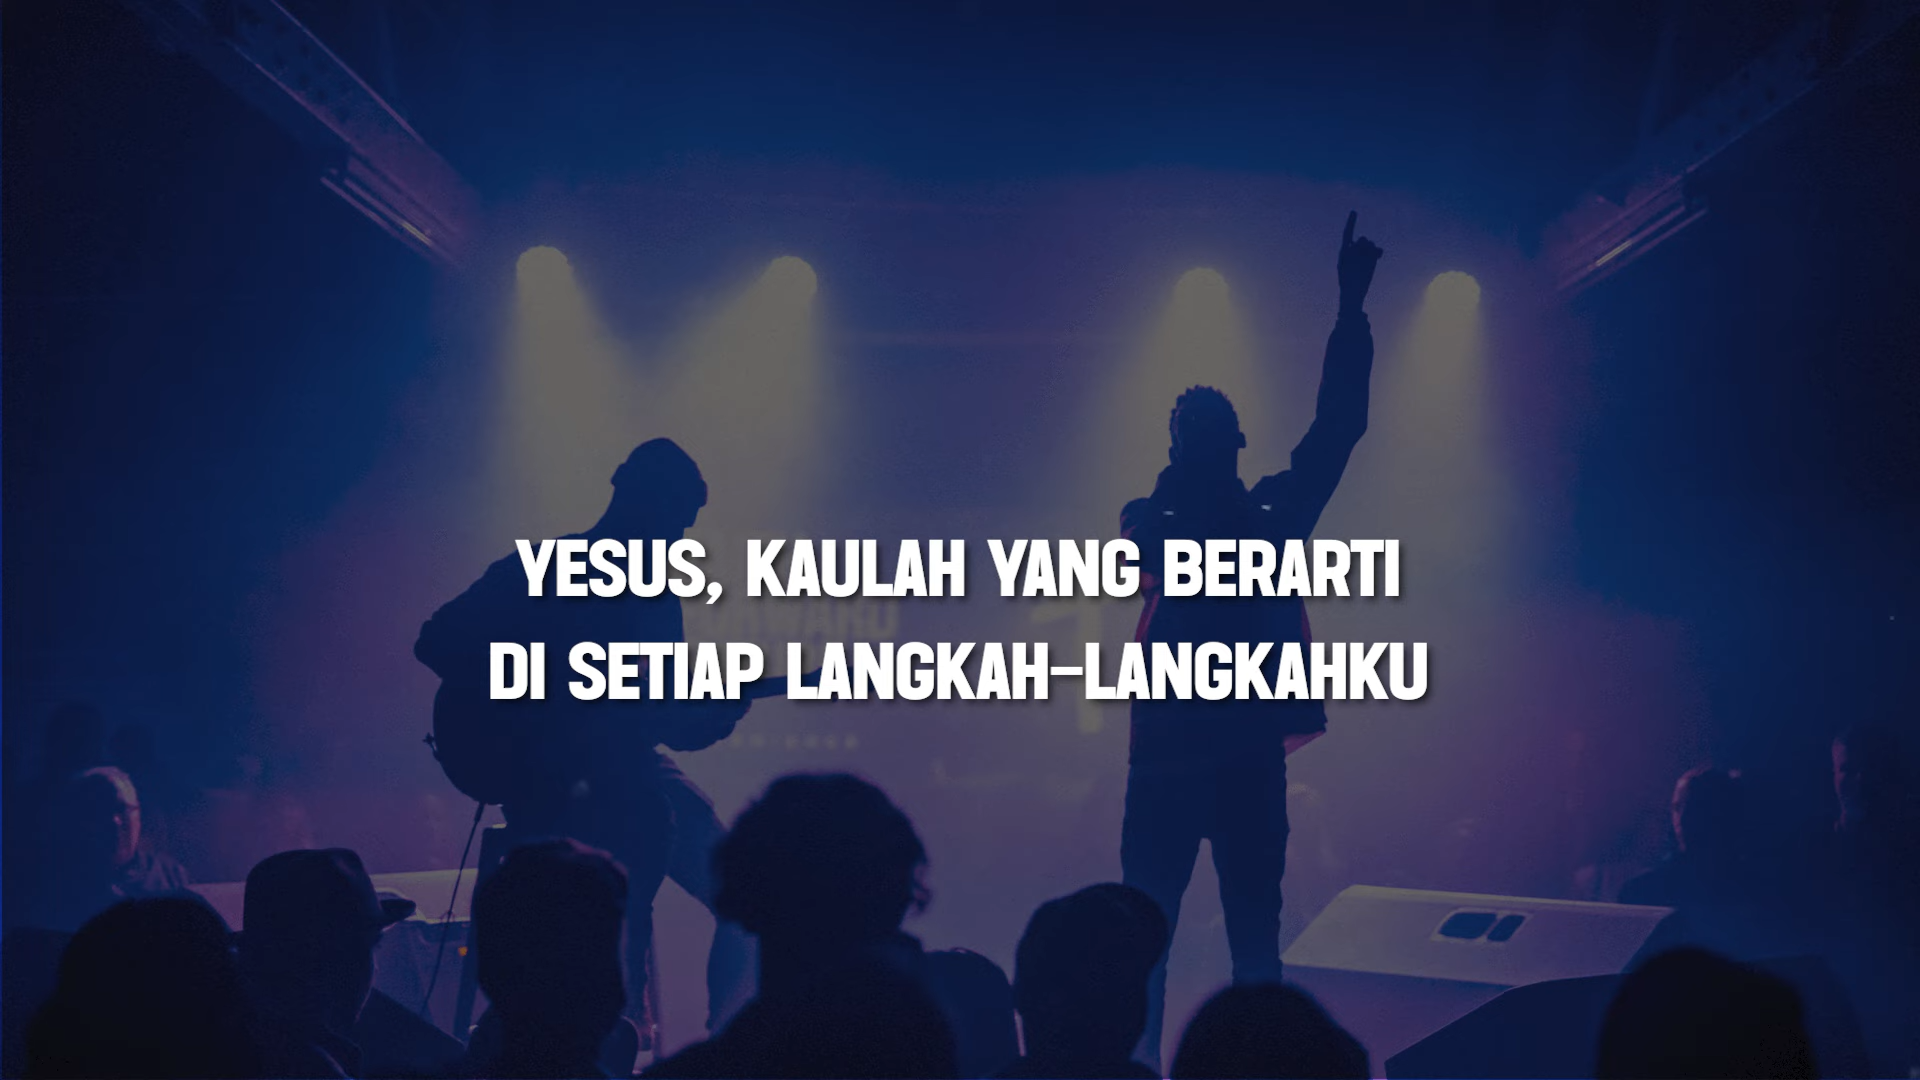 YESUS, KAULAH YANG BERARTI
DI SETIAP LANGKAH-LANGKAHKU